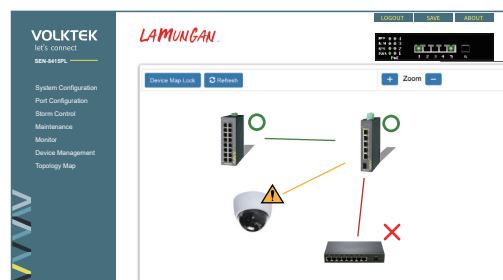 LOGOUT SAVE ABOUT
VOLKTEK
let's connect
SEN-8415PL
LAMUNGAN
Device Map Lock Refresh Zoom
System Configuration
Port Configuration
Storm Control
Maintenance
Monitor
Device Management
Topology Map